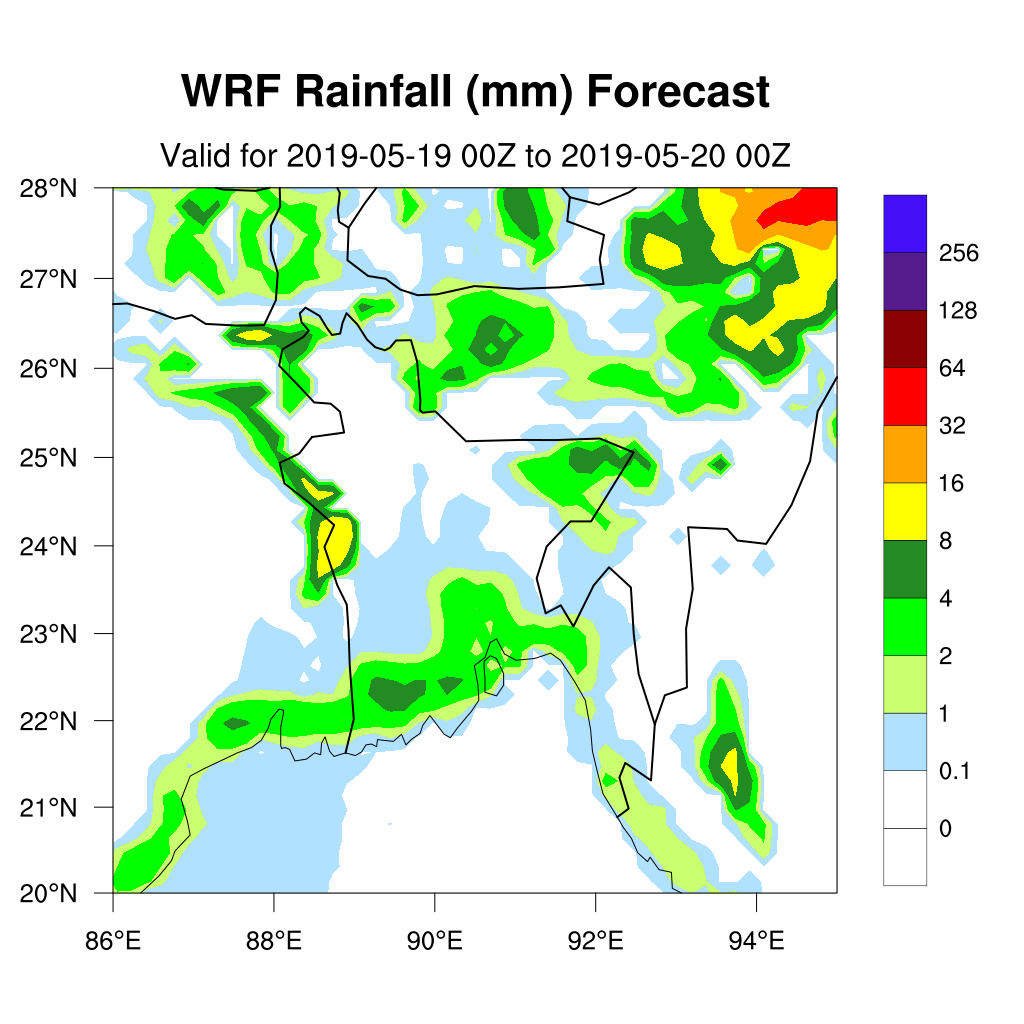 WRF Rainfall (mm) Forecast
Valid for 2019-05-19 00Z to 2019-05-20 00Z
28°N
27°N
26°N
25°N
24°N
23°N
22°N
21°N
20°N
86°E 88°E 90°E 92°E 94°E
256
128
64
32
16
8
4
2
1
0.1
0